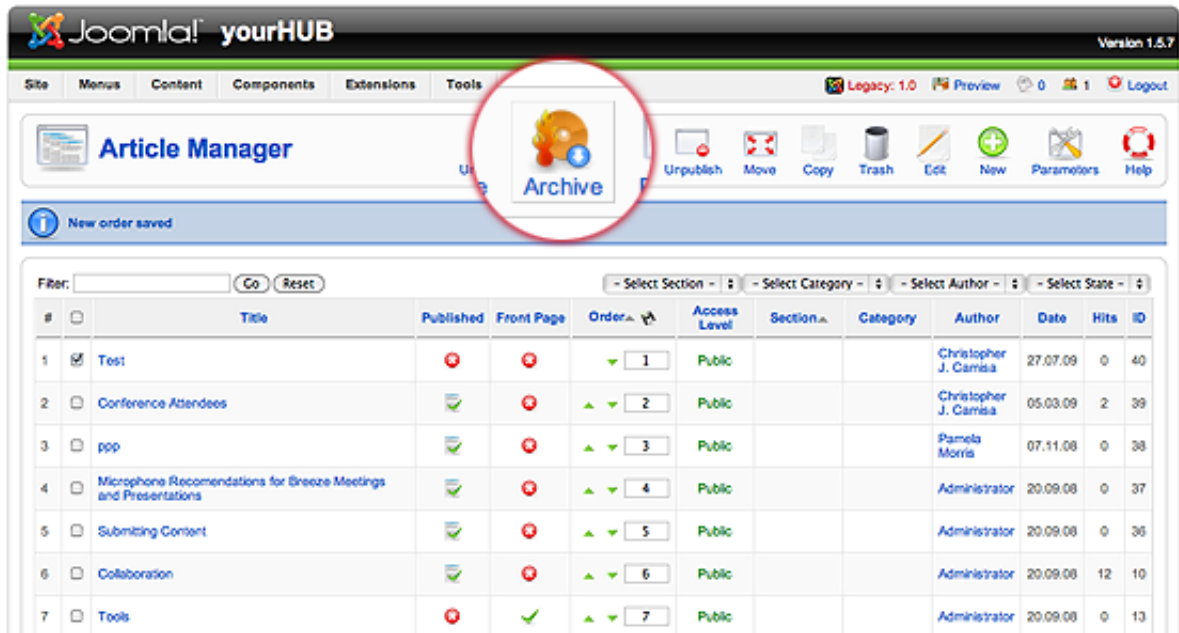 Joomla! yourHUB
Version 1.5.7
Site Menus Content Components Extensions Tools Legacy: 1.0 Preview 0 1 Logout
Article Manager
Archive Unpublish Move Copy Trash Edit New Parameters Help
New order saved
Filter: Go Reset - Select Section - - Select Category - - Select Author - - Select State -
# Title Published Front Page Order Access Level Section Category Author Date Hits ID
1 Test 1 Public Christopher J. Camisa 27.07.09 0 40
2 Conference Attendees 2 Public Christopher J. Camisa 05.03.09 2 39
3 ppp 3 Public Pamela Morris 07.11.08 0 38
4 Microphone Recomendations for Breeze Meetings and Presentations 4 Public Administrator 20.09.08 0 37
5 Submitting Content 5 Public Administrator 20.09.08 0 36
6 Collaboration 6 Public Administrator 20.09.08 12 10
7 Tools 7 Public Administrator 20.09.08 0 13